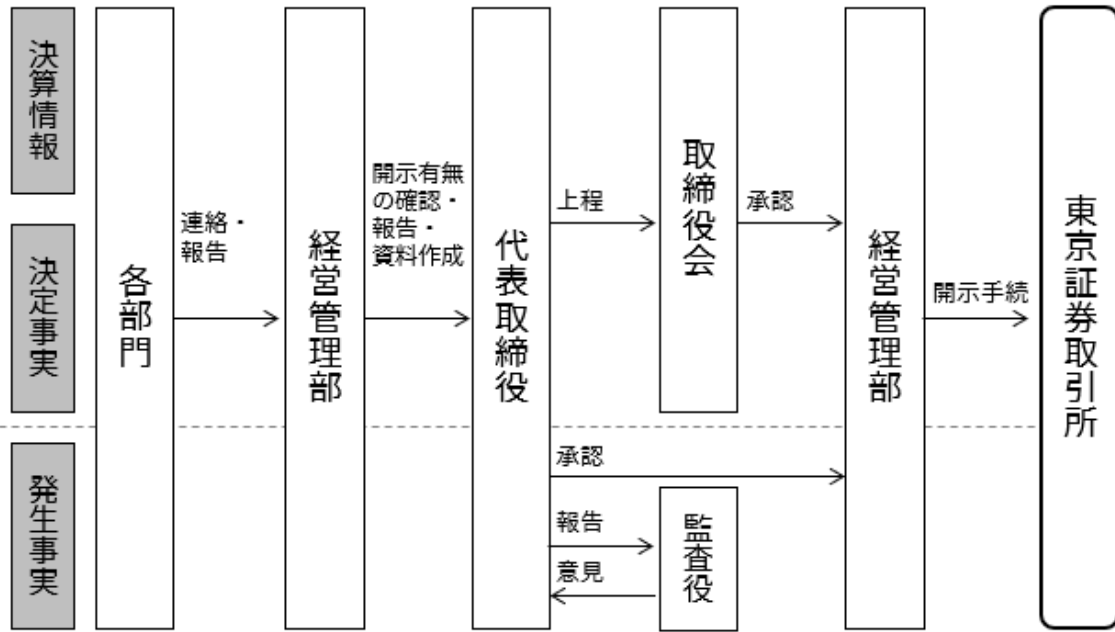 決算情報
決定事実
発生事実
各部門
連絡・
報告
経営管理部
開示有無
の確認・
報告・
資料作成
代表取締役
上程
取締役会
承認
承認
報告
意見
監査役
経営管理部
開示手続
東京証券取引所